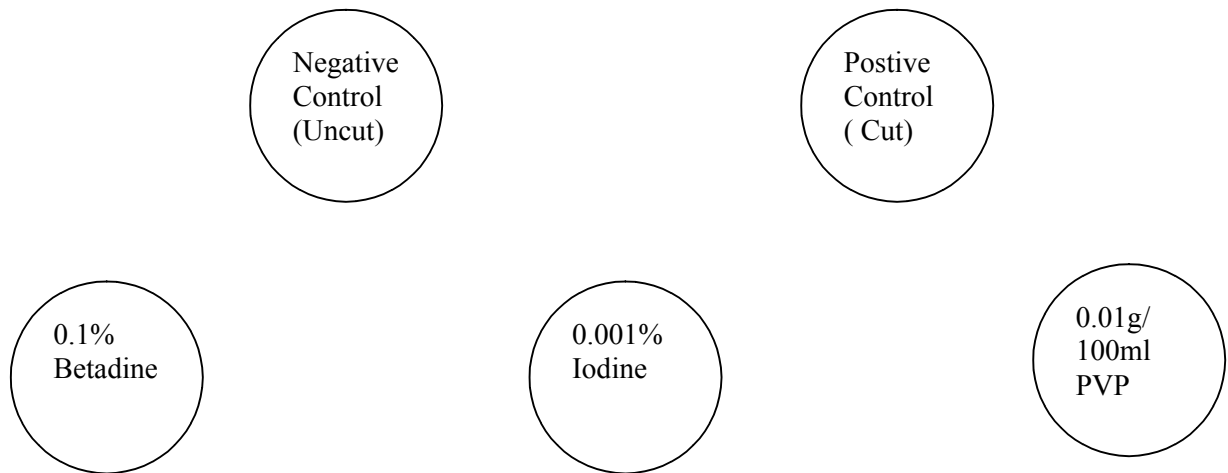 Negative
Control
(Uncut)
Postive
Control
( Cut)
0.1%
Betadine
0.001%
Iodine
0.01g/
100ml
PVP